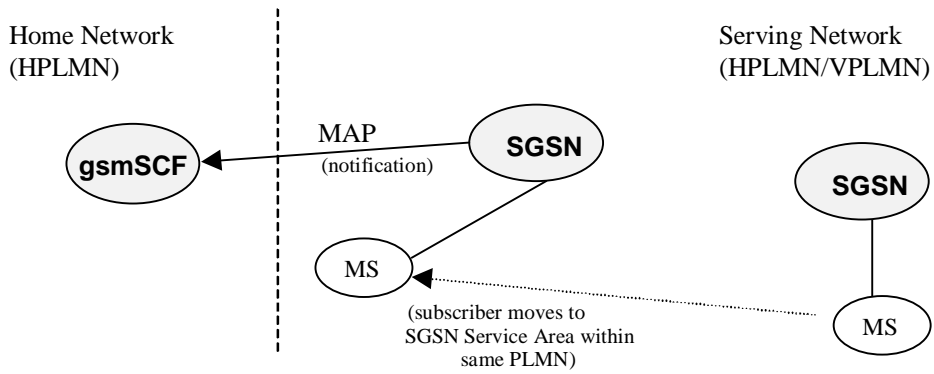 Home Network
(HPLMN)
Serving Network
(HPLMN/VPLMN)
MAP
(notification)
gsmSCF
SGSN
SGSN
MS
(subscriber moves to
SGSN Service Area within
same PLMN)
MS